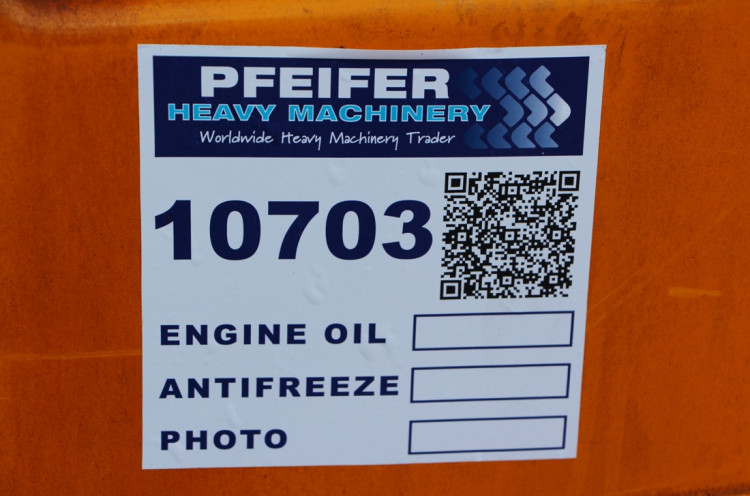 PFEIFER
HEAVY MACHINERY
Worldwide Heavy Machinery Trader
10703
ENGINE OIL
ANTIFREEZE
PHOTO